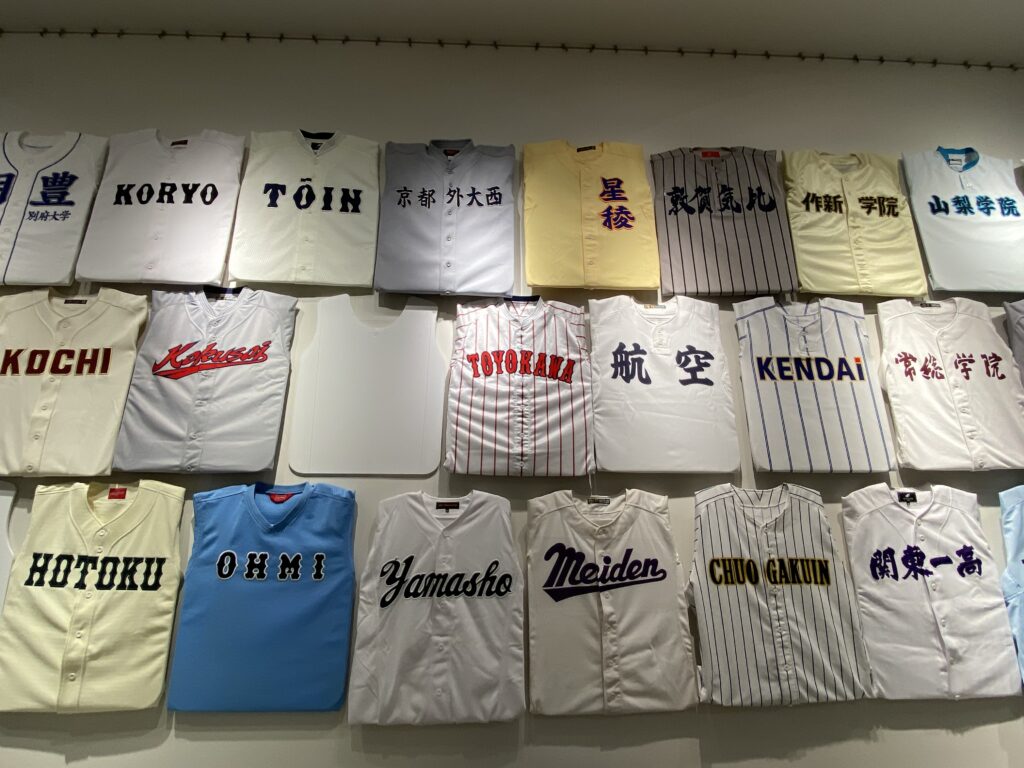 豊
別府大学
KORYO
TŌIN
京都 外大西
星稜
敦賀気比
作新 学院
山梨学院
KOCHI
Kokusai
TOYOKAWA
航 空
KENDAi
常総 学院
HOTOKU
OHMI
Yamasho
Meiden
CHUO GAKUIN
関東一高